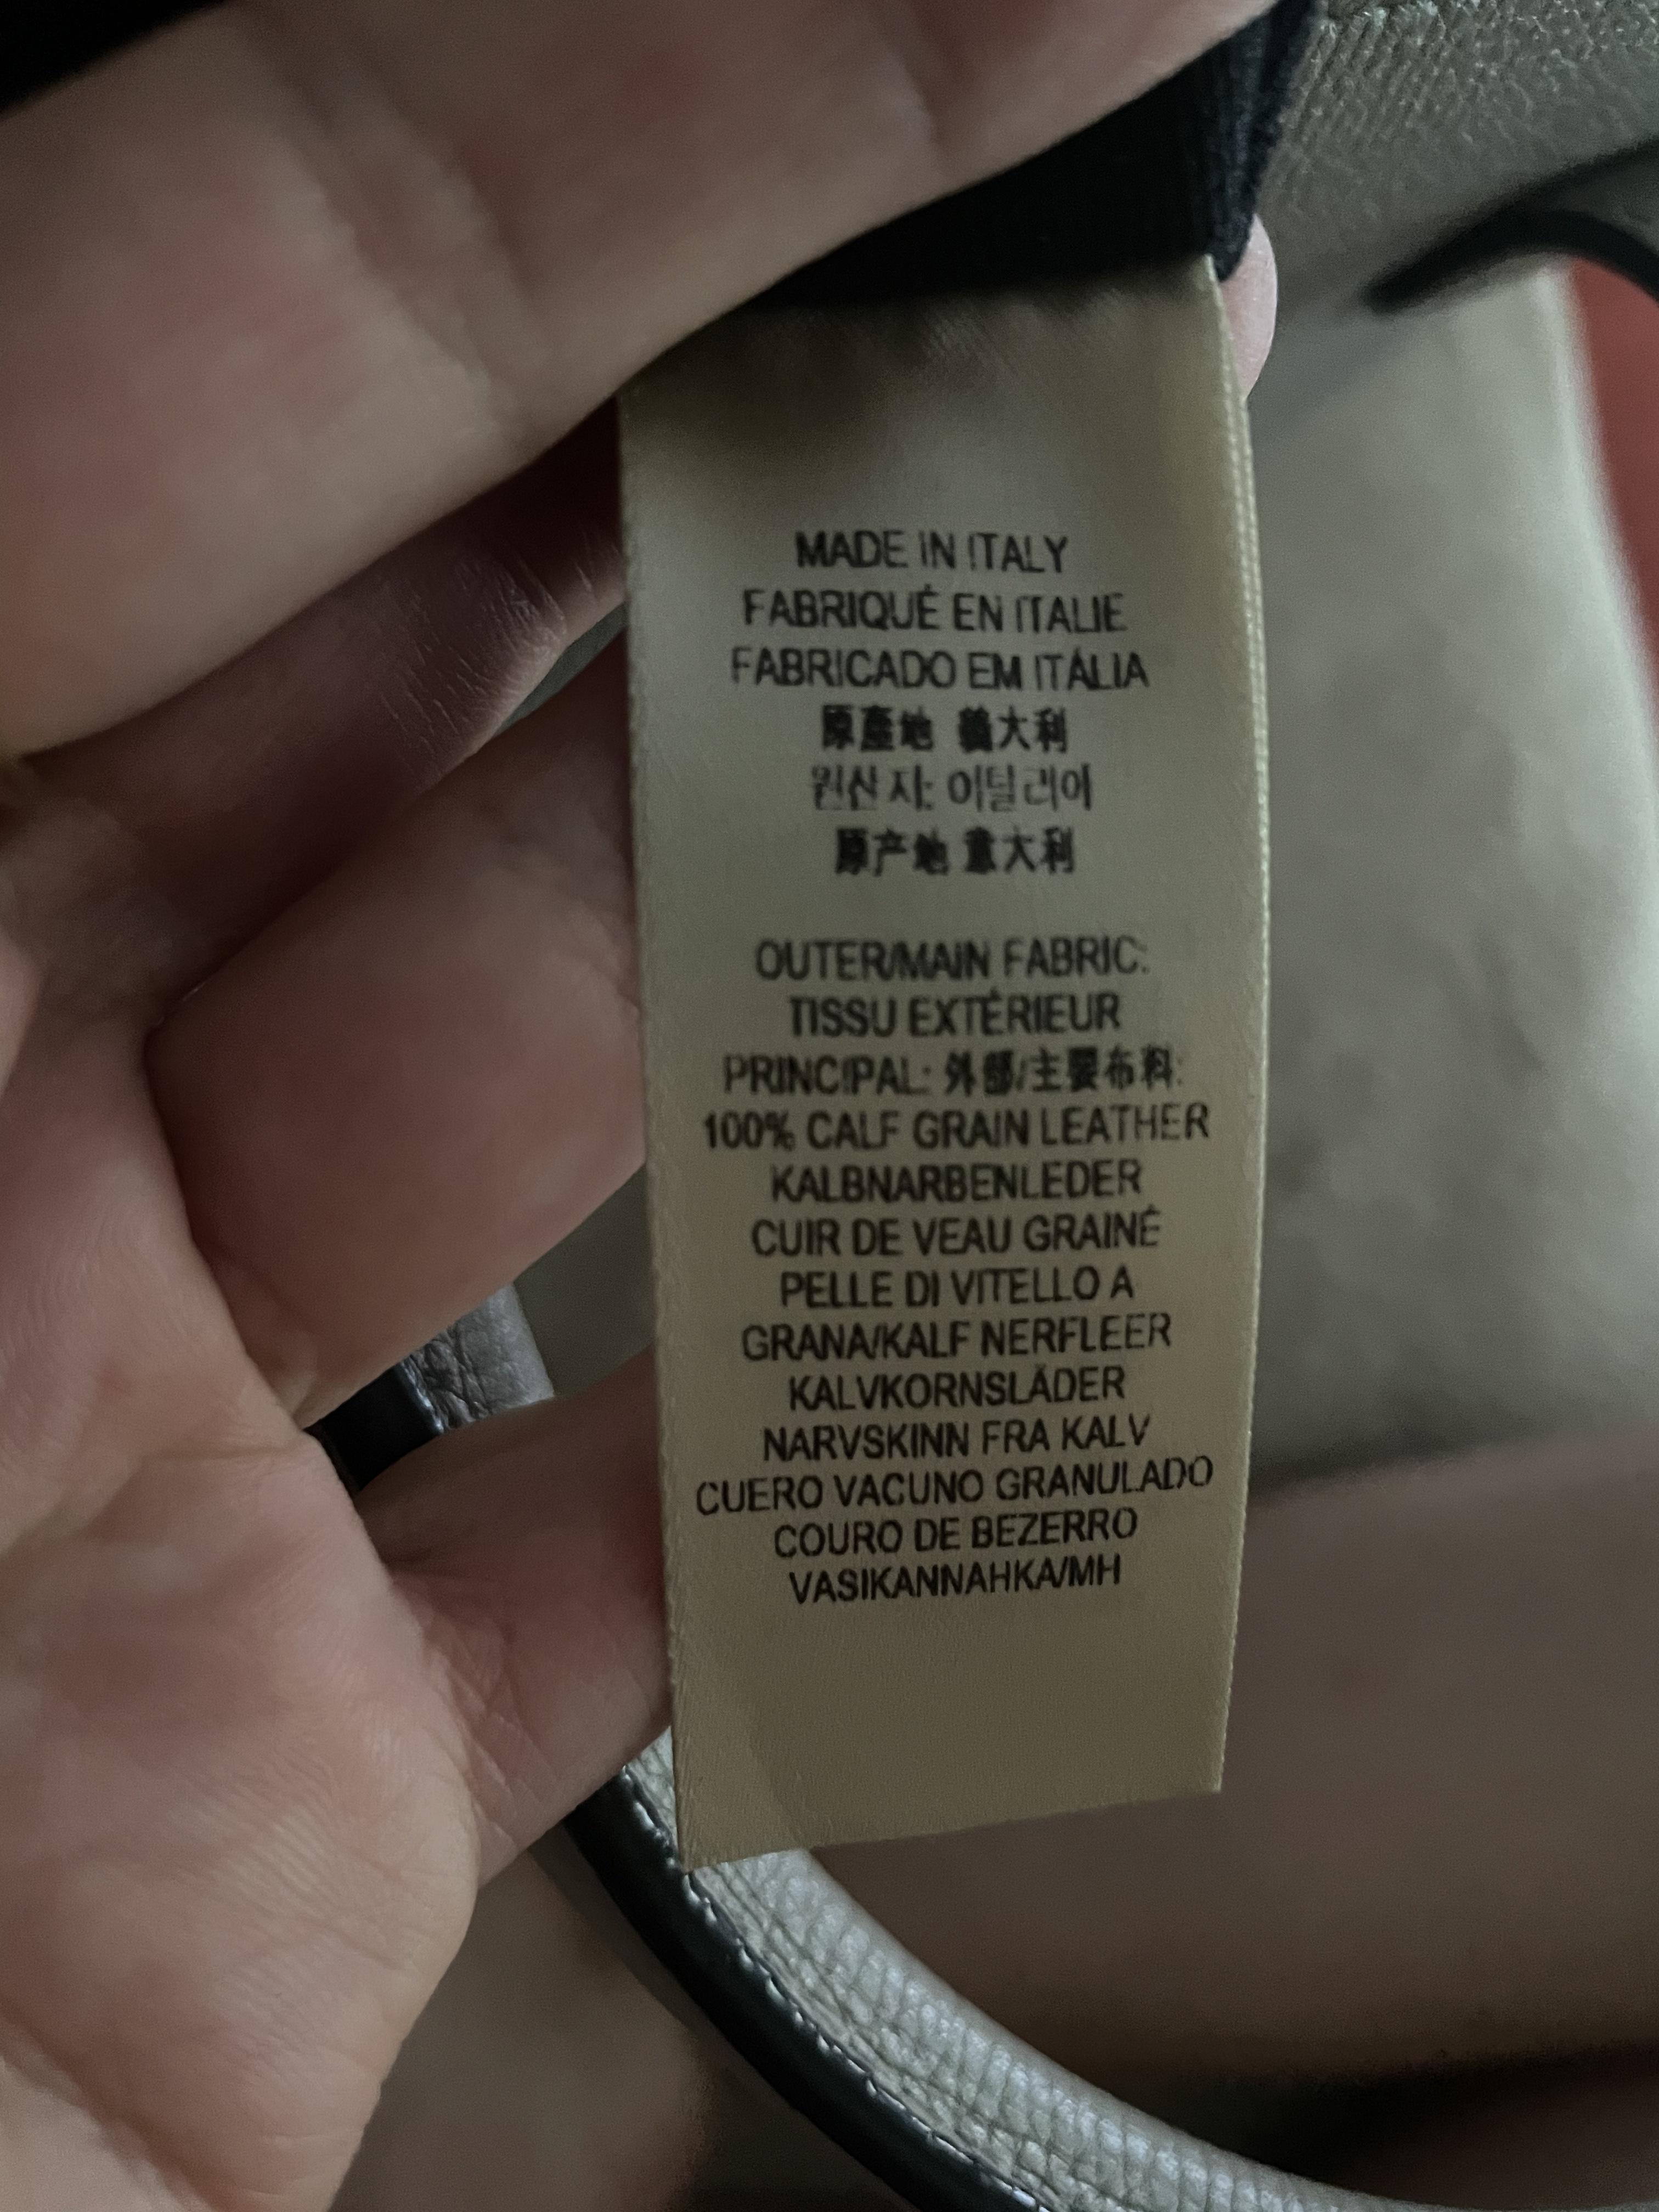 MADE IN ITALY
FABRIQUÉ EN ITALIE
FABRICADO EM ITÁLIA
原產地 義大利
원산지: 이탈리아
原产地 意大利
OUTER/MAIN FABRIC:
TISSU EXTÉRIEUR
PRINCIPAL: 外部/主要布料:
100% CALF GRAIN LEATHER
KALBNARBENLEDER
CUIR DE VEAU GRAINÉ
PELLE DI VITELLO A
GRANA/KALF NERFLEER
KALVKORNSLÄDER
NARVSKINN FRA KALV
CUERO VACUNO GRANULADO
COURO DE BEZERRO
VASIKANNAHKA/MH